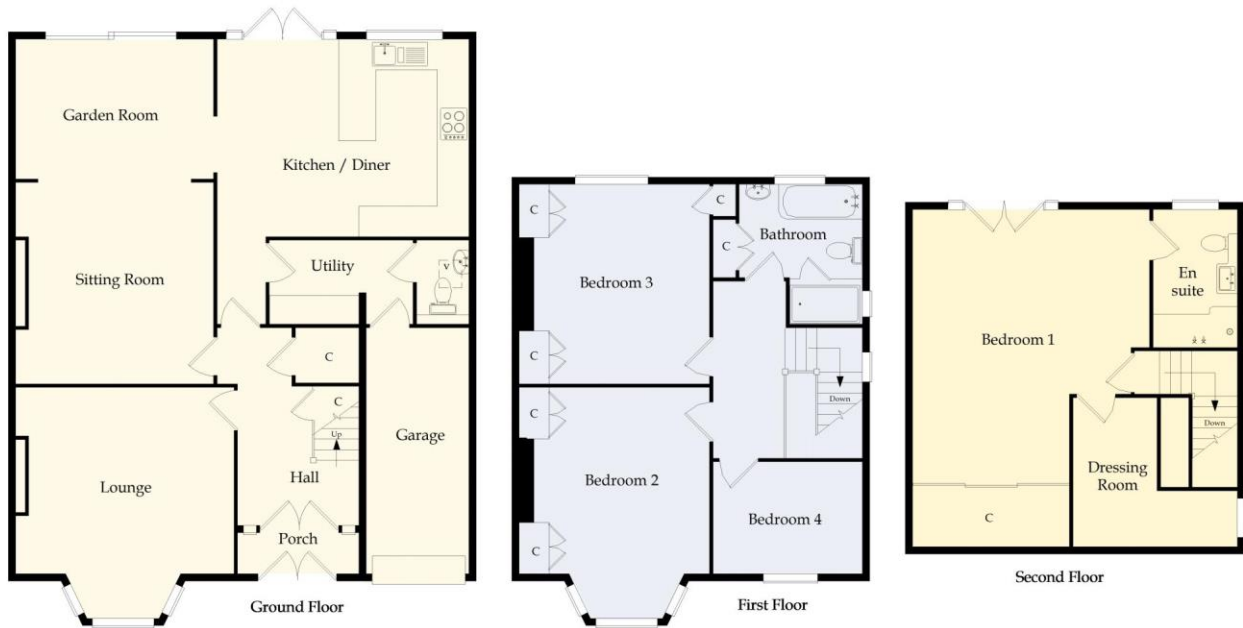 Garden Room
Kitchen / Diner
Sitting Room
Utility
V
C
C
Up
Garage
Lounge
Hall
Porch
Ground Floor
C
C
C
Bathroom
Bedroom 3
C
C
Down
Bedroom 2
Bedroom 4
C
First Floor
En
suite
Bedroom 1
Down
Dressing
Room
C
Second Floor